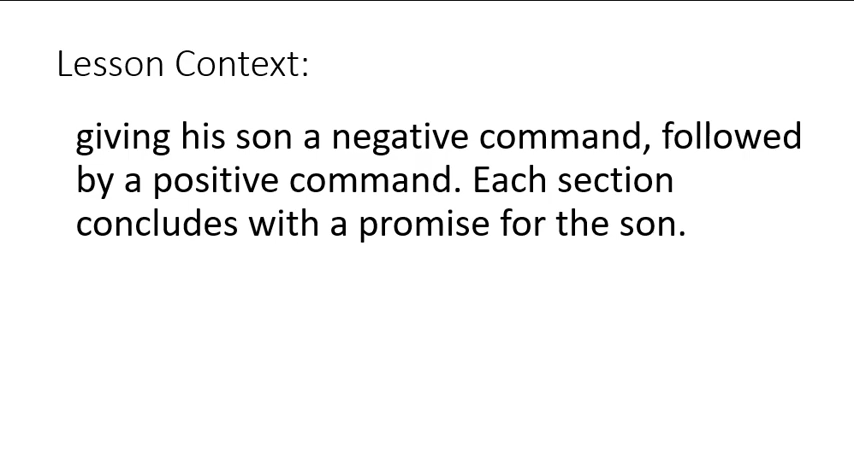 Lesson Context:
giving his son a negative command, followed
by a positive command. Each section
concludes with a promise for the son.